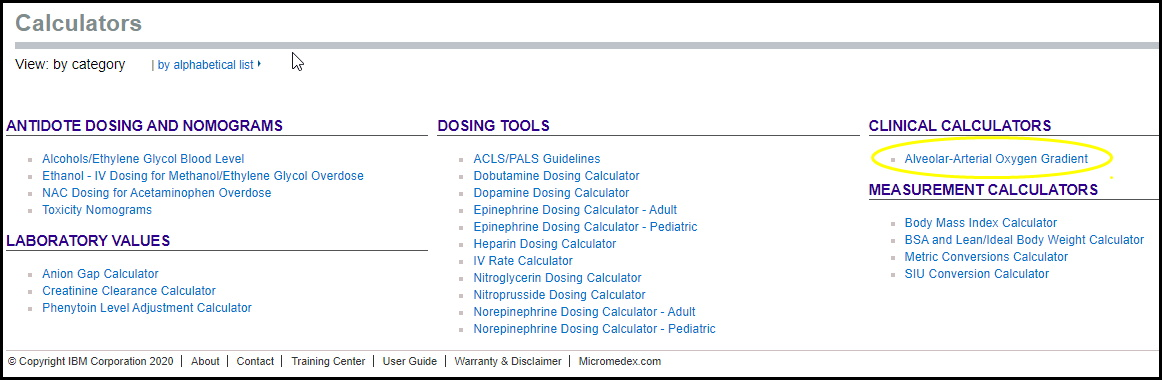 Calculators
View: by category | by alphabetical list
ANTIDOTE DOSING AND NOMOGRAMS
Alcohols/Ethylene Glycol Blood Level
Ethanol - IV Dosing for Methanol/Ethylene Glycol Overdose
NAC Dosing for Acetaminophen Overdose
Toxicity Nomograms
LABORATORY VALUES
Anion Gap Calculator
Creatinine Clearance Calculator
Phenytoin Level Adjustment Calculator
DOSING TOOLS
ACLS/PALS Guidelines
Dobutamine Dosing Calculator
Dopamine Dosing Calculator
Epinephrine Dosing Calculator - Adult
Epinephrine Dosing Calculator - Pediatric
Heparin Dosing Calculator
IV Rate Calculator
Nitroglycerin Dosing Calculator
Nitroprusside Dosing Calculator
Norepinephrine Dosing Calculator - Adult
Norepinephrine Dosing Calculator - Pediatric
CLINICAL CALCULATORS
Alveolar-Arterial Oxygen Gradient
MEASUREMENT CALCULATORS
Body Mass Index Calculator
BSA and Lean/Ideal Body Weight Calculator
Metric Conversions Calculator
SIU Conversion Calculator
© Copyright IBM Corporation 2020 | About | Contact | Training Center | User Guide | Warranty & Disclaimer | Micromedex.com